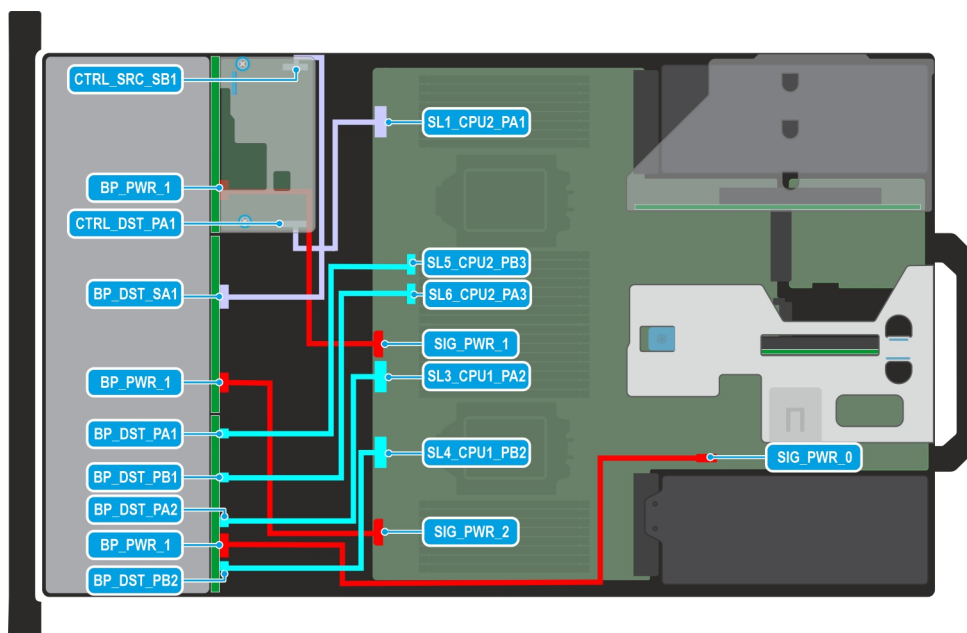 CTRL_SRC_SB1
SL1_CPU2_PA1
BP_PWR_1
CTRL_DST_PA1
SL5_CPU2_PB3
BP_DST_SA1
SL6_CPU2_PA3
SIG_PWR_1
BP_PWR_1
SL3_CPU1_PA2
BP_DST_PA1
SL4_CPU1_PB2
SIG_PWR_0
BP_DST_PB1
BP_DST_PA2
SIG_PWR_2
BP_PWR_1
BP_DST_PB2